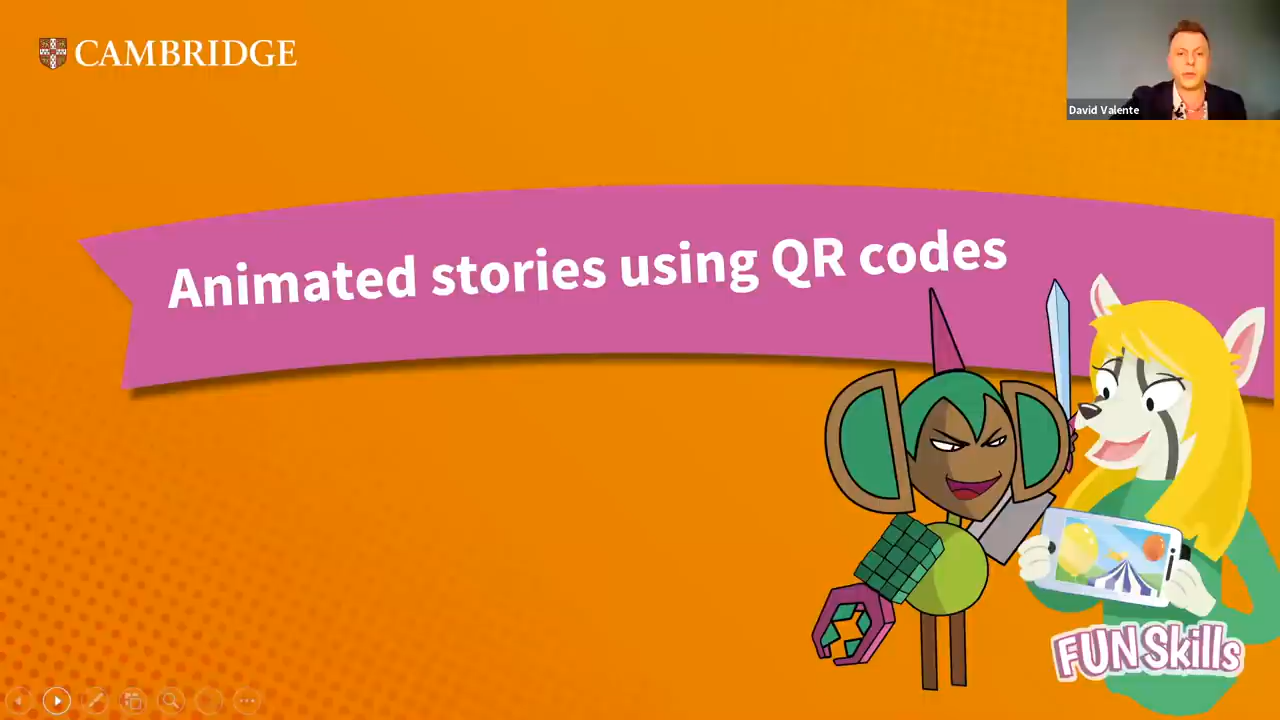 CAMBRIDGE
David Valente
Animated stories using QR codes
FUN Skills